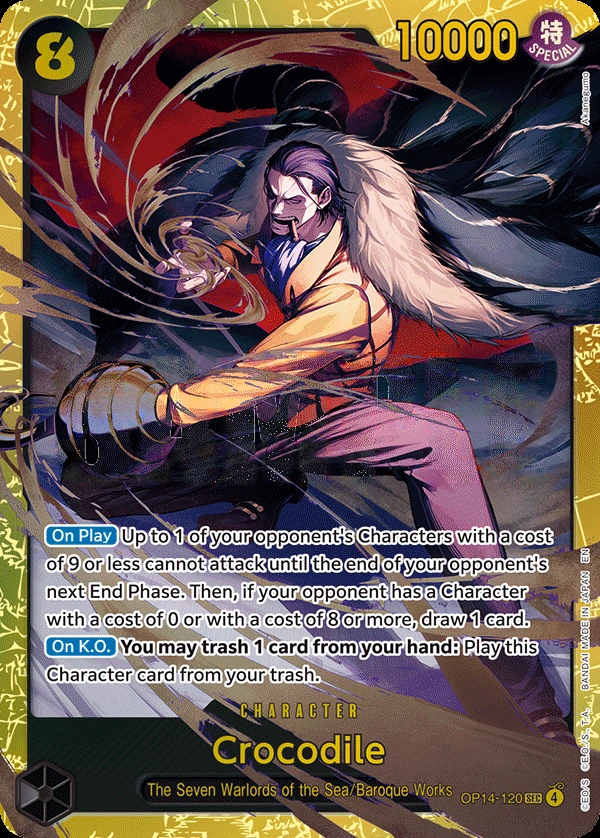 8
10000
特
SPECIAL
Akanegumo
On Play Up to 1 of your opponent's Characters with a cost
of 9 or less cannot attack until the end of your opponent's
next End Phase. Then, if your opponent has a Character
with a cost of 0 or with a cost of 8 or more, draw 1 card.
On K.O. You may trash 1 card from your hand: Play this
Character card from your trash.
CHARACTER
Crocodile
The Seven Warlords of the Sea/Baroque Works
OP14-120 SEC 4
©E.O./S., T.A. BANDAI MADE IN JAPAN EN